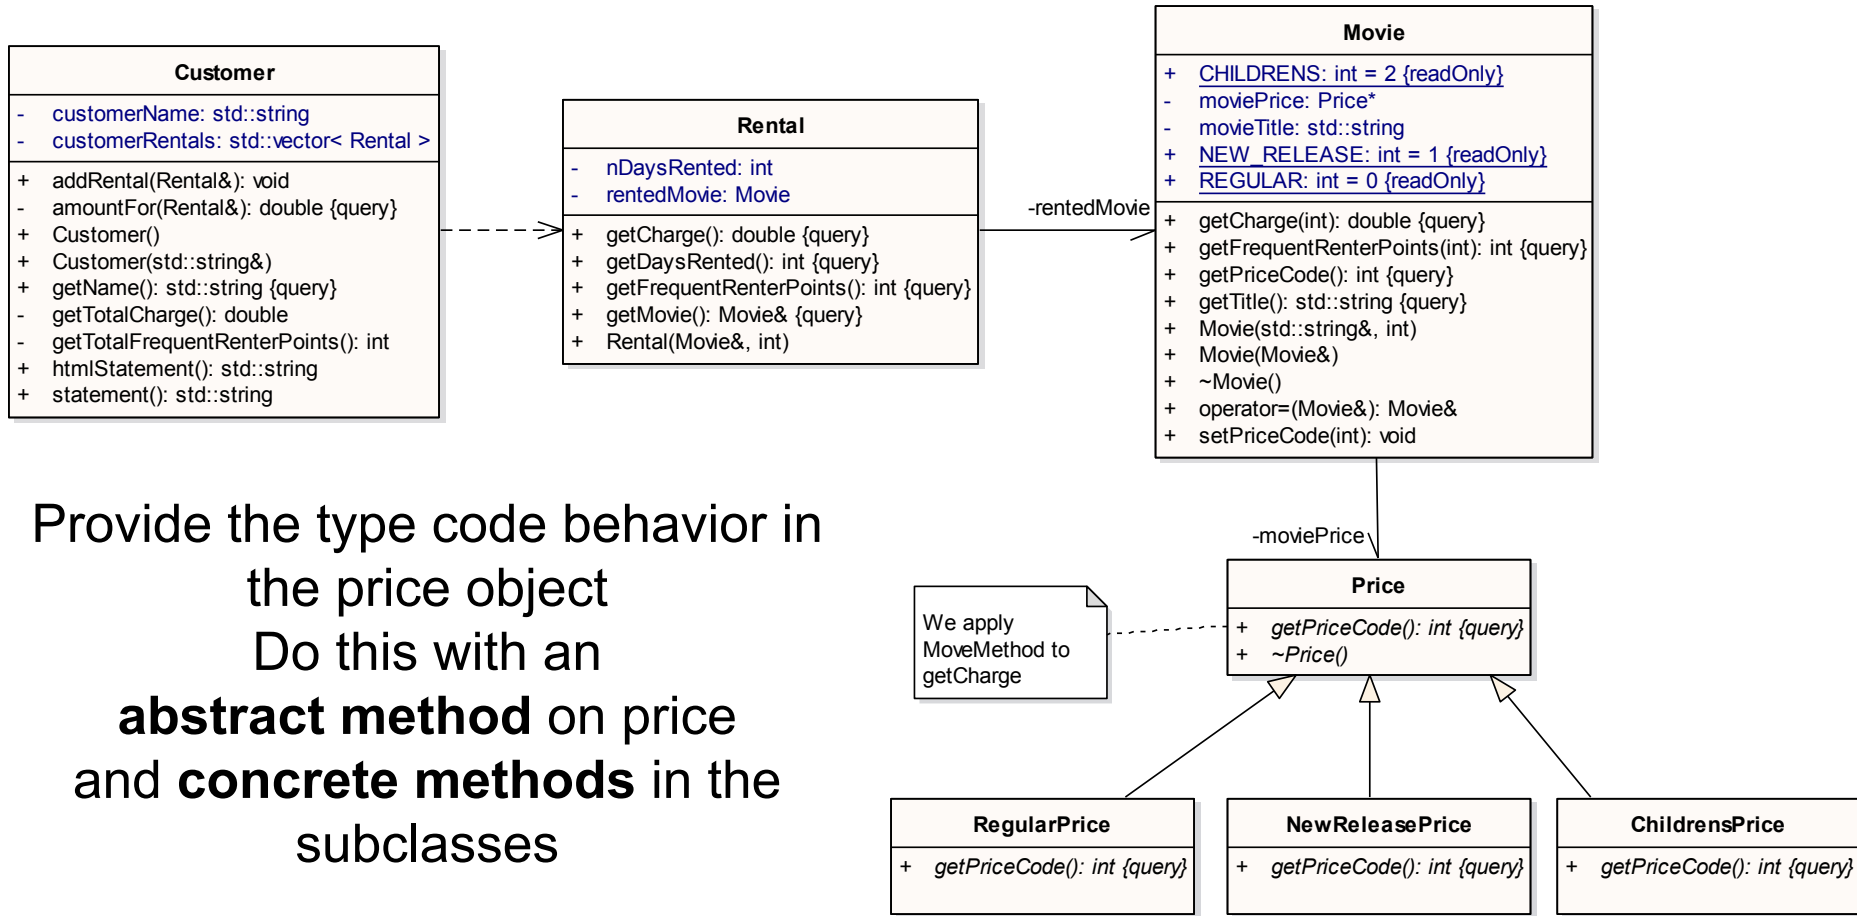 Customer
- customerName: std::string
- customerRentals: std::vector< Rental >
+ addRental(Rental&): void
- amountFor(Rental&): double {query}
+ Customer()
+ Customer(std::string&)
+ getName(): std::string {query}
- getTotalCharge(): double
- getTotalFrequentRenterPoints(): int
+ htmlStatement(): std::string
+ statement(): std::string
Rental
- nDaysRented: int
- rentedMovie: Movie
+ getCharge(): double {query}
+ getDaysRented(): int {query}
+ getFrequentRenterPoints(): int {query}
+ getMovie(): Movie& {query}
+ Rental(Movie&, int)
-rentedMovie
Movie
+ CHILDRENS: int = 2 {readOnly}
- moviePrice: Price*
- movieTitle: std::string
+ NEW_RELEASE: int = 1 {readOnly}
+ REGULAR: int = 0 {readOnly}
+ getCharge(int): double {query}
+ getFrequentRenterPoints(int): int {query}
+ getPriceCode(): int {query}
+ getTitle(): std::string {query}
+ Movie(std::string&, int)
+ Movie(Movie&)
+ ~Movie()
+ operator=(Movie&): Movie&
+ setPriceCode(int): void
Provide the type code behavior in
the price object
Do this with an
abstract method on price
and concrete methods in the
subclasses
-moviePrice
We apply
MoveMethod to
getCharge
Price
+ getPriceCode(): int {query}
+ ~Price()
RegularPrice
+ getPriceCode(): int {query}
NewReleasePrice
+ getPriceCode(): int {query}
ChildrensPrice
+ getPriceCode(): int {query}